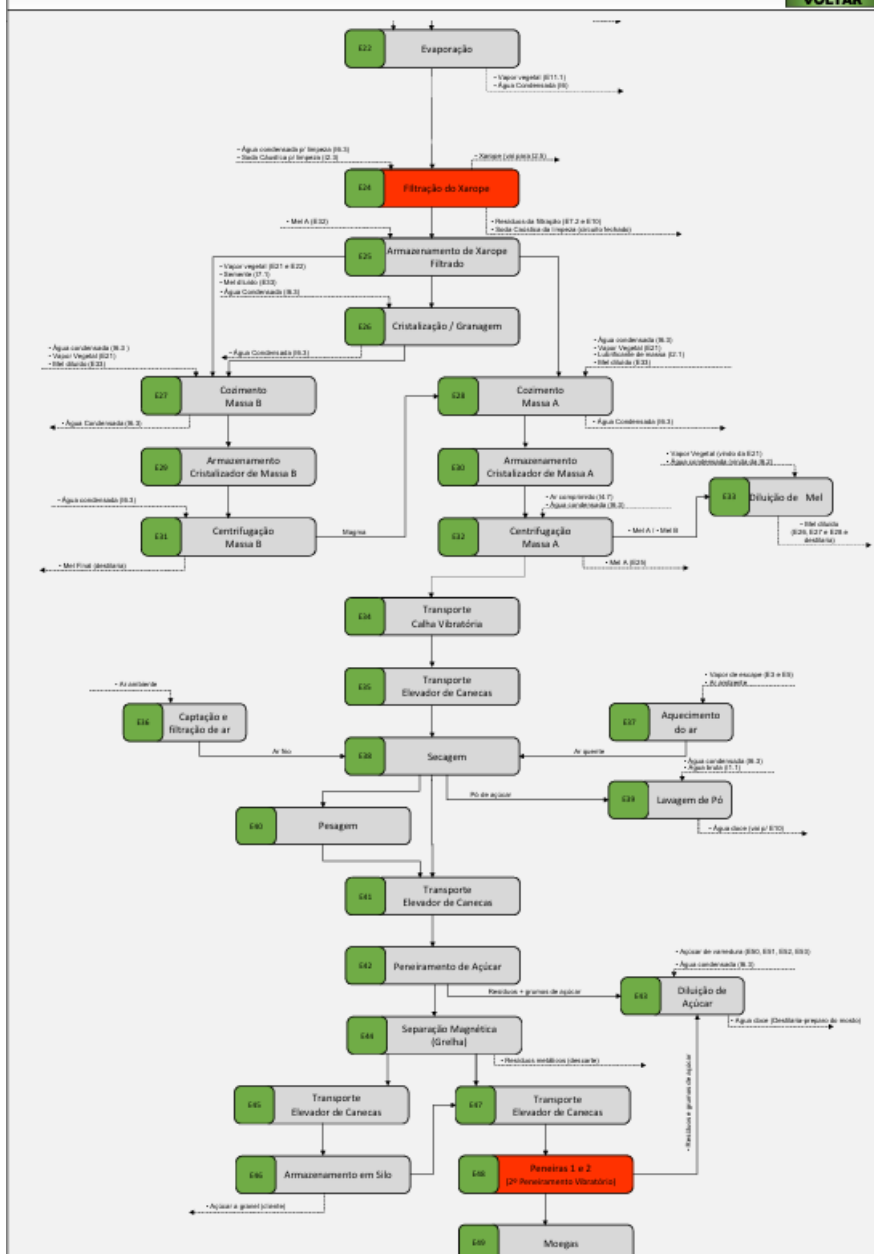 VOLTAR
E22
Evaporação
• Vapor vegetal (E11.1)
• Água Condensada (I6)
• Água condensada p/ limpeza (I6.3)
• Soda Cáustica p/ limpeza (I2.3)
• Xarope (vai para I2.5)
E24
Filtração do Xarope
• Mel A (E32)
• Resíduos da filtração (E7.2 e E10)
• Soda Caústica da limpeza (circuito fechado)
E25
Armazenamento de Xarope
Filtrado
• Vapor vegetal (E21 e E22)
• Semente (I7.1)
• Mel diluído (E33)
• Água Condensada (I6.3)
E26
Cristalização / Granagem
• Água Condensada (I6.3)
• Água condensada (I6.3 )
• Vapor Vegetal (E21)
• Mel diluído (E33)
• Água condensada (I6.3)
• Vapor Vegetal (E21)
• Lubrificante de massa (I2.1)
• Mel diluído (E33)
E27
Cozimento
Massa B
E28
Cozimento
Massa A
• Água Condensada (I6.3)
• Água Condensada (I6.3)
E29
Armazenamento
Cristalizador de Massa B
E30
Armazenamento
Cristalizador de Massa A
• Vapor Vegetal (vindo da E21)
• Água condensada (vinda da I6.2)
E33
Diluição de Mel
• Água condensada (I6.3)
• Ar comprimido (I4.7)
• Água condensada (I6.2)
E31
Centrifugação
Massa B
Magma
E32
Centrifugação
Massa A
• Mel A / • Mel B
• Mel diluído
(E26, E27 e E28 e
destilaria)
• Mel Final (destilaria)
• Mel A (E25)
E34
Transporte
Calha Vibratória
E35
Transporte
Elevador de Canecas
• Ar ambiente
• Vapor de escape (E3 e E5)
• Ar ambiente
E36
Captação e
filtração de ar
E37
Aquecimento
do ar
Ar frio
E38
Secagem
Ar quente
• Água condensada (I6.3)
• Água bruta (I1.1)
Pó de açúcar
E39
Lavagem de Pó
E40
Pesagem
• Água doce (vai p/ E10)
E41
Transporte
Elevador de Canecas
• Açúcar de varredura (E50, E51, E52, E53)
• Água condensada (I6.3)
E42
Peneiramento de Açúcar
Resíduos + grumos de açúcar
E43
Diluição de
Açúcar
• Água doce (Destilaria-preparo do mosto)
E44
Separação Magnética
(Grelha)
• Resíduos metálicos (descarte)
Resíduos e grumos de açúcar
E45
Transporte
Elevador de Canecas
E47
Transporte
Elevador de Canecas
E46
Armazenamento em Silo
E48
Peneiras 1 e 2
(2º Peneiramento Vibratório)
• Açúcar a granel (cliente)
E49
Moegas